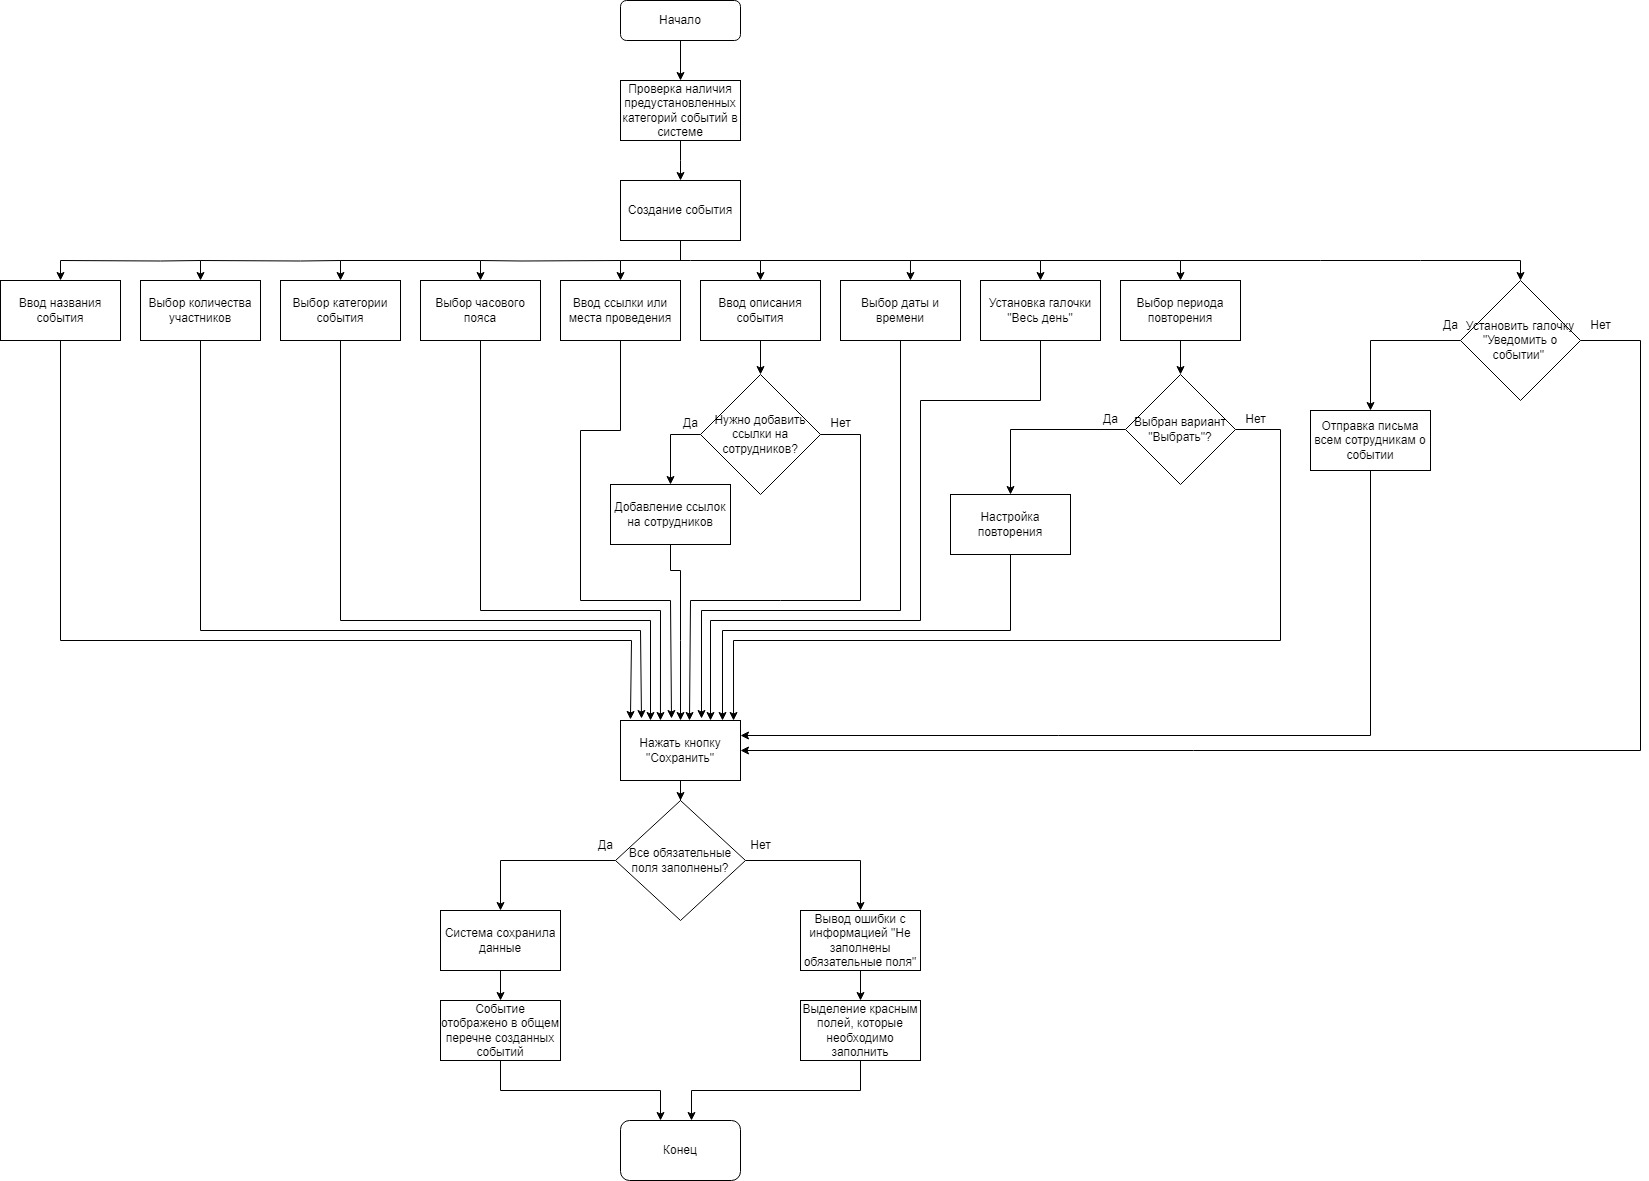 Начало
Проверка наличия
предустановленных
категорий событий в
системе
Создание события
Ввод названия
события
Выбор количества
участников
Выбор категории
события
Выбор часового
пояса
Ввод ссылки или
места проведения
Ввод описания
события
Выбор даты и
времени
Установка галочки
"Весь день"
Выбор периода
повторения
Да
Установить галочку
"Уведомить о
событии"
Нет
Да
Нужно добавить
ссылки на
сотрудников?
Нет
Да
Выбран вариант
"Выбрать"?
Нет
Отправка письма
всем сотрудникам о
событии
Добавление ссылок
на сотрудников
Настройка
повторения
Нажать кнопку
"Сохранить"
Да
Все обязательные
поля заполнены?
Нет
Система сохранила
данные
Вывод ошибки с
информацией "Не
заполнены
обязательные поля"
Событие
отображено в общем
перечне созданных
событий
Выделение красным
полей, которые
необходимо
заполнить
Конец